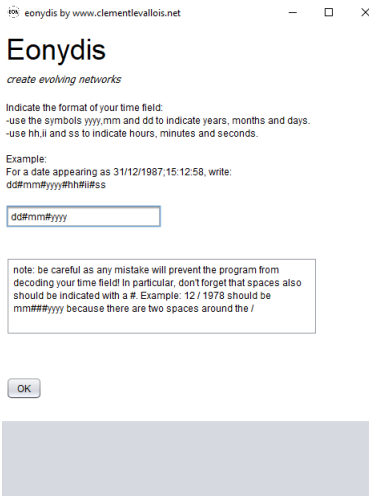 EON eonydis by www.clementlevallois.net
Eonydis
create evolving networks
Indicate the format of your time field:
-use the symbols yyyy,mm and dd to indicate years, months and days.
-use hh,ii and ss to indicate hours, minutes and seconds.
Example:
For a date appearing as 31/12/1987;15:12:58, write:
dd#mm#yyyy#hh#ii#ss
dd#mm#yyyy
note: be careful as any mistake will prevent the program from
decoding your time field! In particular, don't forget that spaces also
should be indicated with a #. Example: 12 / 1978 should be
mm###yyyy because there are two spaces around the /
OK